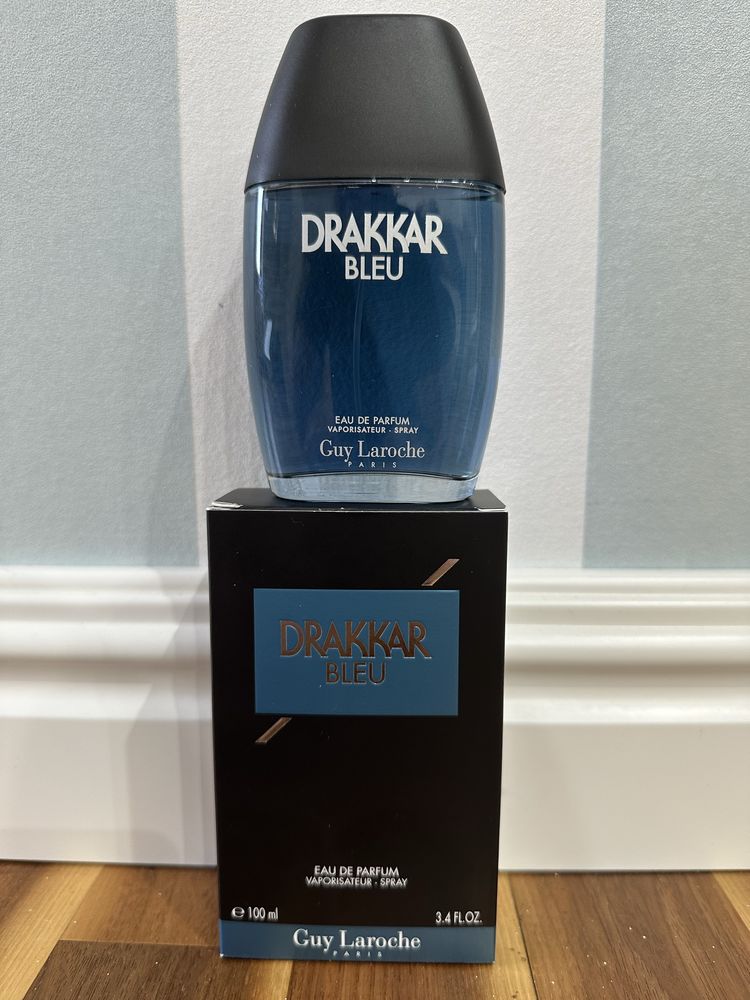 DRAKKAR
BLEU
EAU DE PARFUM
VAPORISATEUR - SPRAY
Guy Laroche
PARIS
DRAKKAR
BLEU
EAU DE PARFUM
VAPORISATEUR - SPRAY
℮ 100 ml 3.4 FL.OZ.
Guy Laroche
PARIS